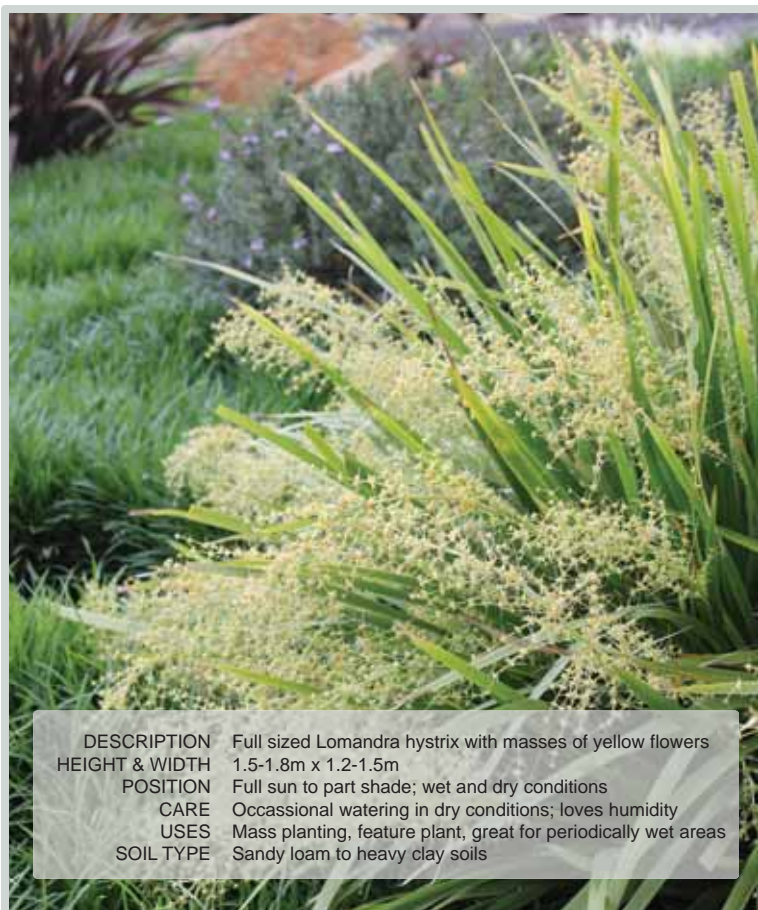 DESCRIPTION Full sized Lomandra hystrix with masses of yellow flowers
HEIGHT & WIDTH 1.5-1.8m x 1.2-1.5m
POSITION Full sun to part shade; wet and dry conditions
CARE Occassional watering in dry conditions; loves humidity
USES Mass planting, feature plant, great for periodically wet areas
SOIL TYPE Sandy loam to heavy clay soils